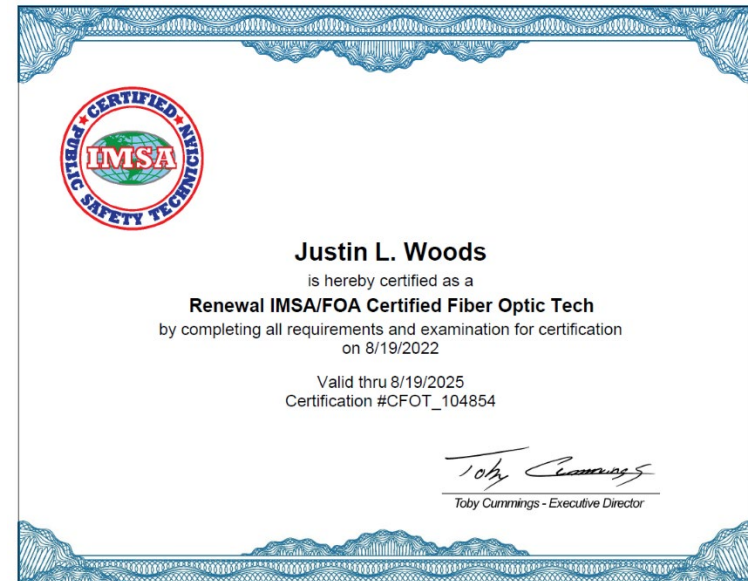 CERTIFIED
IMSA
PUBLIC SAFETY TECHNICIAN
Justin L. Woods
is hereby certified as a
Renewal IMSA/FOA Certified Fiber Optic Tech
by completing all requirements and examination for certification
on 8/19/2022
Valid thru 8/19/2025
Certification #CFOT_104854
Toby Cummings
Toby Cummings - Executive Director